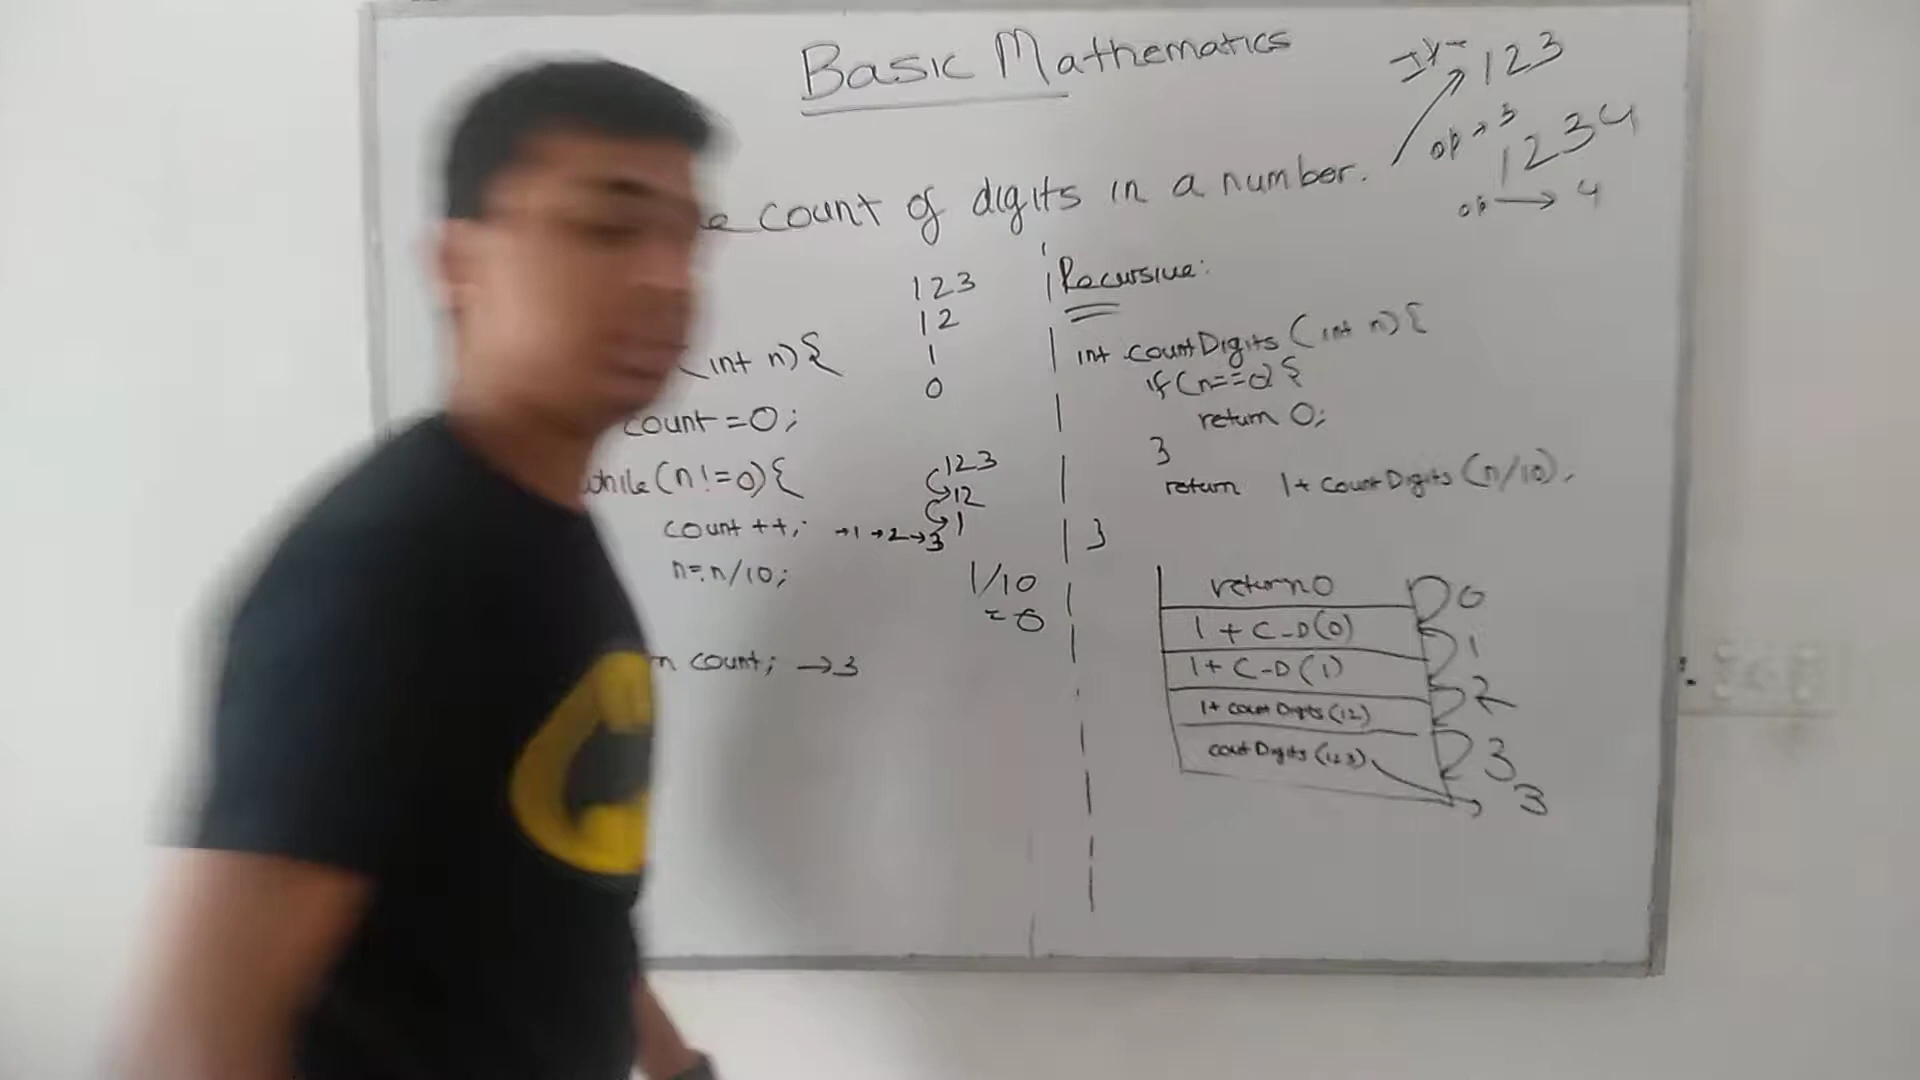 Basic Mathematics
I/P 123
op → 3
1234
op → 4
count of digits in a number.
(int n){
count = 0;
while(n!=0){
count ++; →1→2→3
n = n/10;
count; →3
123
12
1
0
123
12
1
1/10
= 0
Recursive:
int countDigits (int n){
if(n==0){
return 0;
}
return 1+ countDigits (n/10);
}
return 0 0
1 + C-D(0) 1
1+ C-D(1) 2
1+ countDigits (12) 3
coutDigits (123) 3